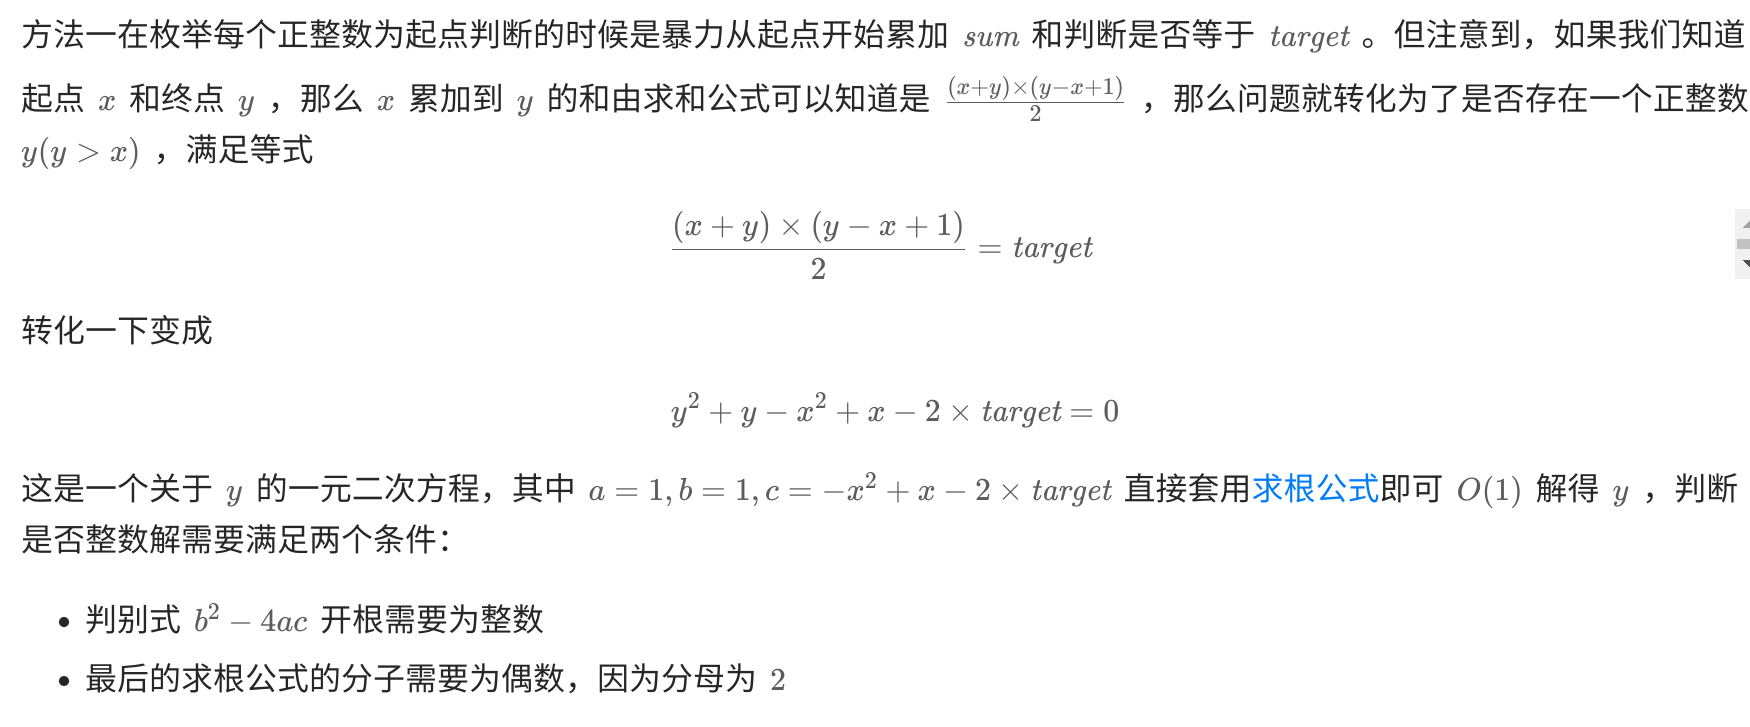 方法一在枚举每个正整数为起点判断的时候是暴力从起点开始累加 sum 和判断是否等于 target 。但注意到，如果我们知道
起点 x 和终点 y ，那么 x 累加到 y 的和由求和公式可以知道是 \frac{(x+y)×(y−x+1)}{2} ，那么问题就转化为了是否存在一个正整数
y(y > x) ，满足等式
\frac{(x + y) × (y − x + 1)}{2} = target
转化一下变成
y² + y − x² + x − 2 × target = 0
这是一个关于 y 的一元二次方程，其中 a = 1, b = 1, c = −x² + x − 2 × target 直接套用求根公式即可 O(1) 解得 y ，判断
是否整数解需要满足两个条件：
• 判别式 b² − 4ac 开根需要为整数
• 最后的求根公式的分子需要为偶数，因为分母为 2